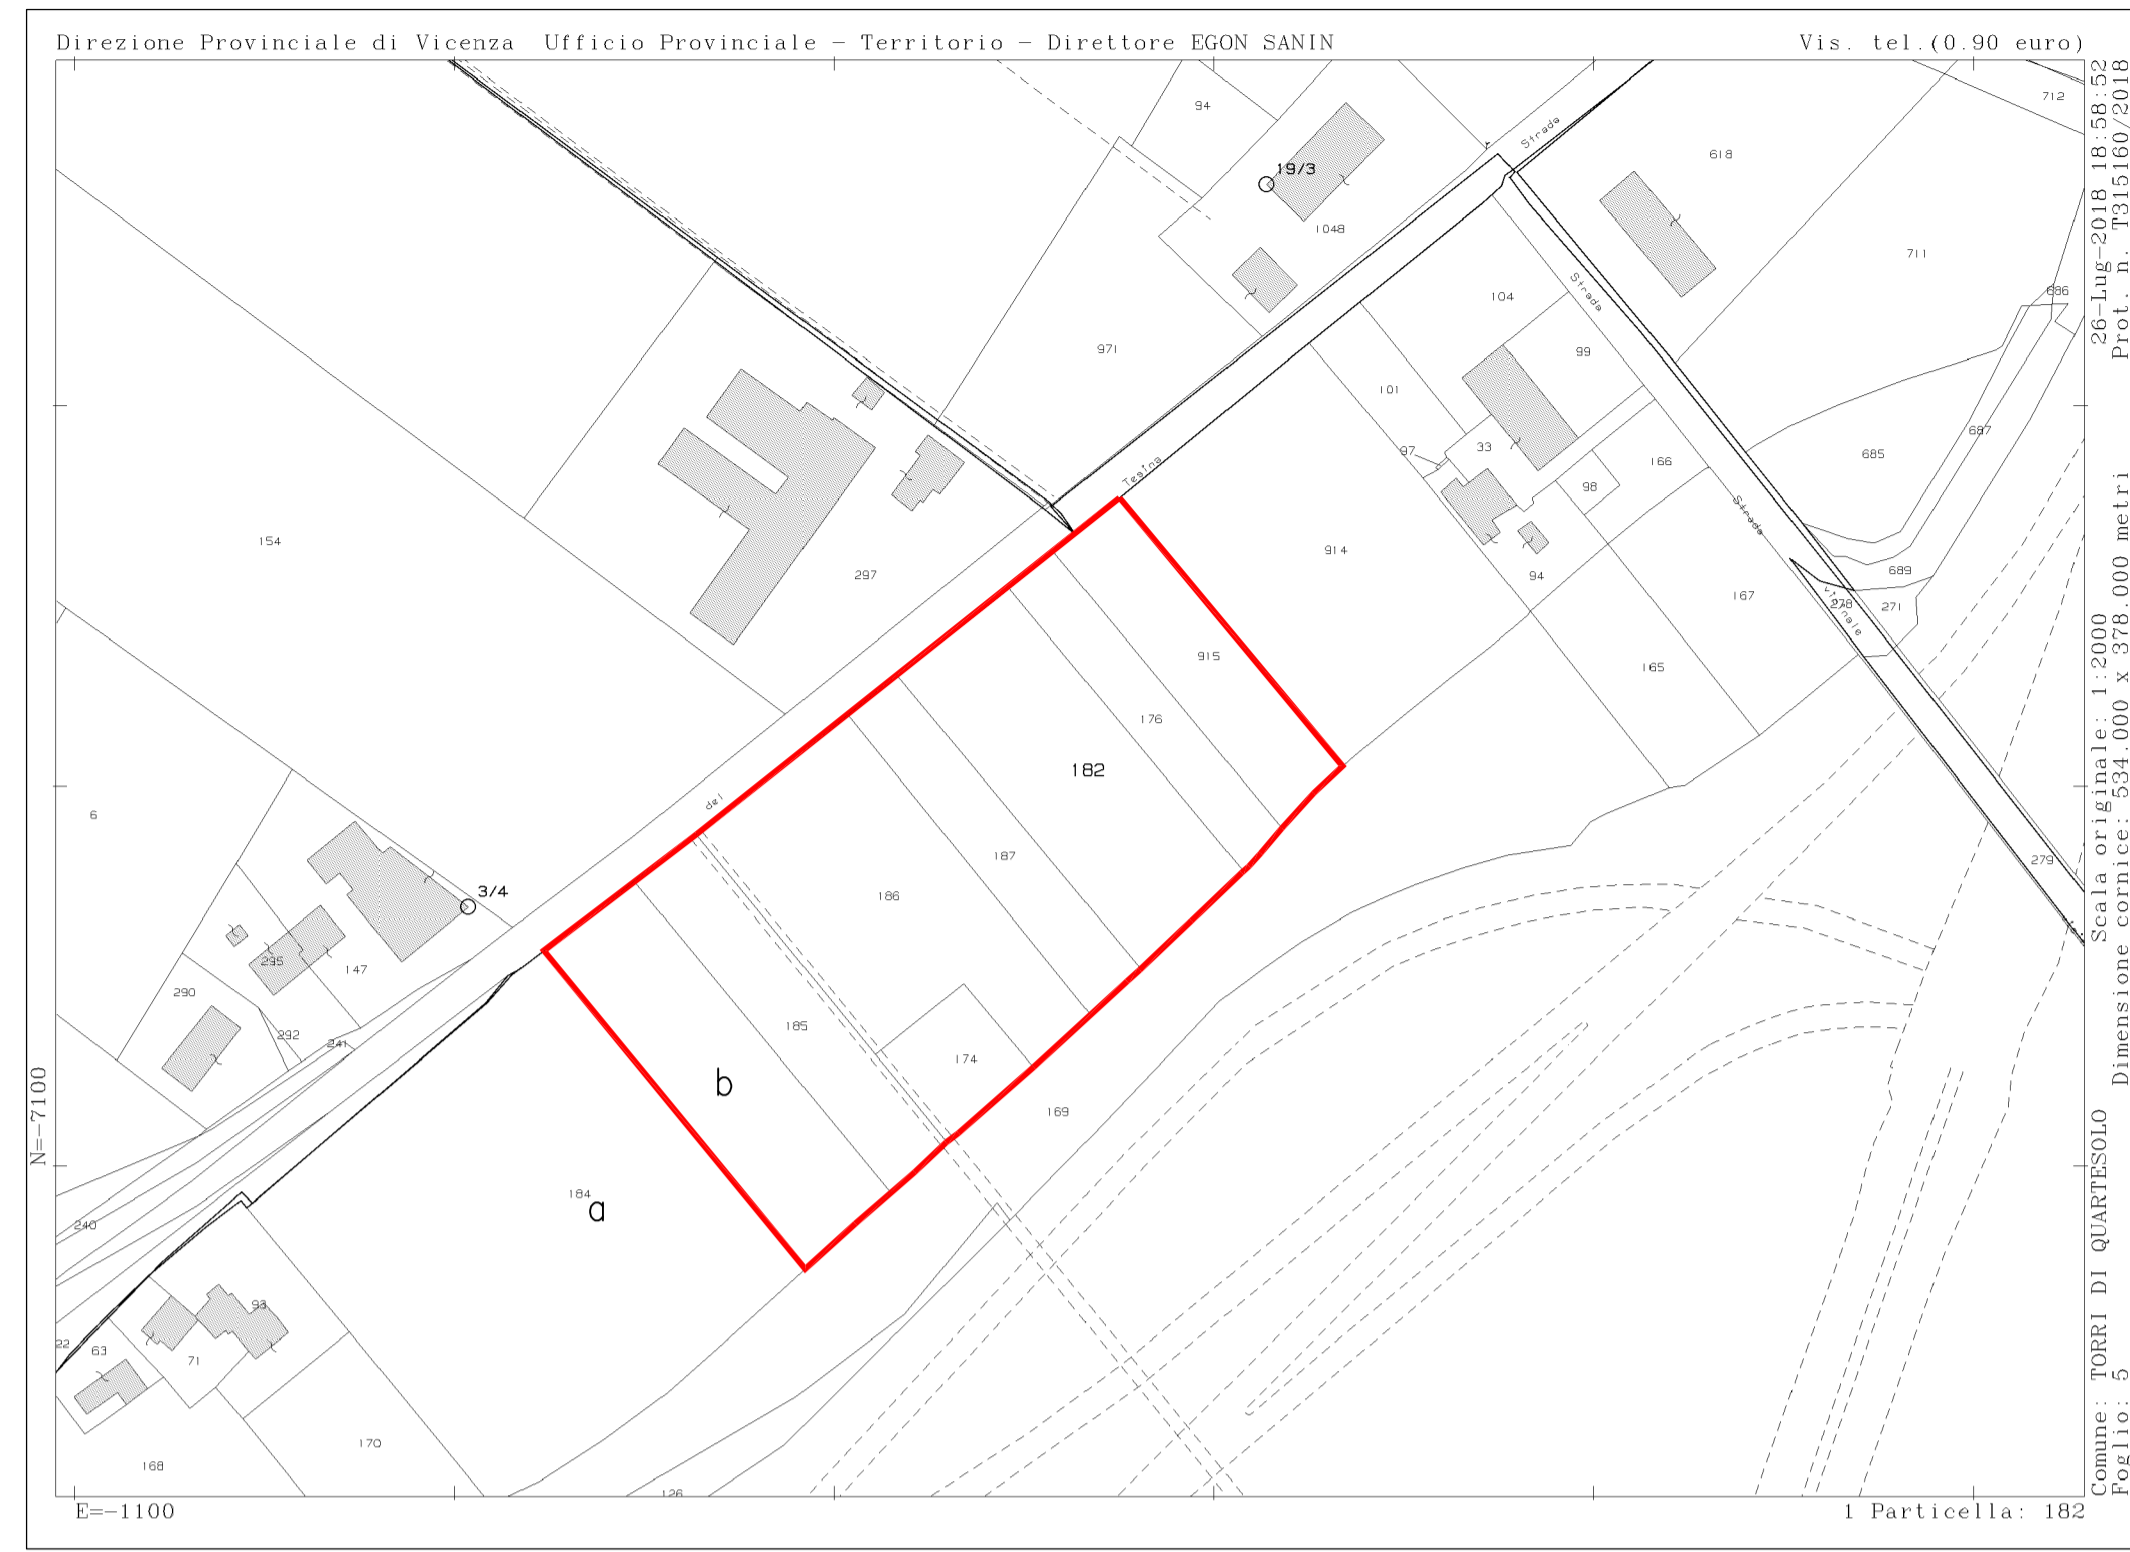 Direzione Provinciale di Vicenza Ufficio Provinciale - Territorio - Direttore EGON SANIN
Vis. tel.(0.90 euro)
26-Lug-2018 18:58:52
Prot. n. T315160/2018
Scala originale: 1:2000
Dimensione cornice: 534.000 x 378.000 metri
Comune: TORRI DI QUARTESOLO
Foglio: 5
N=-7100
E=-1100
1 Particella: 182
94
712
Strada
618
19/3
1048
711
104
Strada
686
971
99
101
687
97
33
685
166
Tesina
98
Strada
154
914
297
94
689
167
278
271
vicinale
915
165
176
182
del
6
187
279
3/4
186
295
147
290
185
292
241
174
b
169
184
a
240
93
22
63
71
170
168
126